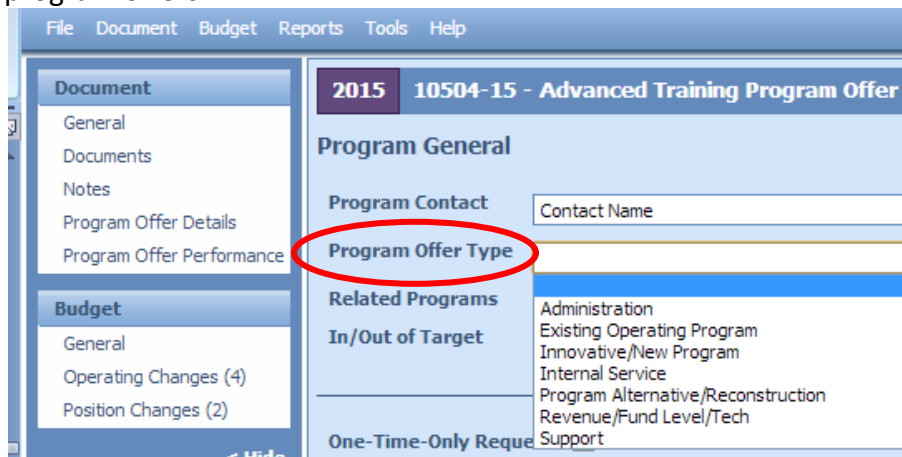 File Document Budget Reports Tools Help
Document
General
Documents
Notes
Program Offer Details
Program Offer Performance
Budget
General
Operating Changes (4)
Position Changes (2)
2015 10504-15 - Advanced Training Program Offer
Program General
Program Contact Contact Name
Program Offer Type
Related Programs
In/Out of Target
Administration
Existing Operating Program
Innovative/New Program
Internal Service
Program Alternative/Reconstruction
Revenue/Fund Level/Tech
Support
One-Time-Only Reque